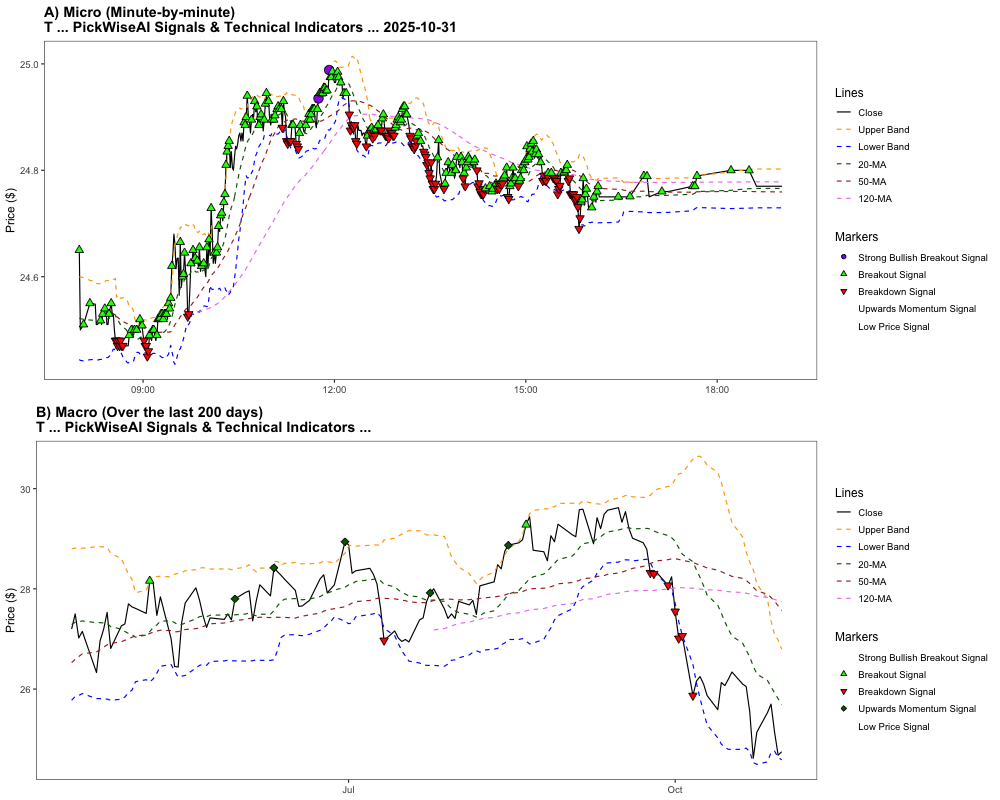 A) Micro (Minute-by-minute)
T ... PickWiseAI Signals & Technical Indicators ... 2025-10-31
Price ($)
25.0
24.8
24.6
09:00
12:00
15:00
18:00
Lines
Close
Upper Band
Lower Band
20-MA
50-MA
120-MA
Markers
Strong Bullish Breakout Signal
Breakout Signal
Breakdown Signal
Upwards Momentum Signal
Low Price Signal
B) Macro (Over the last 200 days)
T ... PickWiseAI Signals & Technical Indicators ...
Price ($)
30
28
26
Jul
Oct
Lines
Close
Upper Band
Lower Band
20-MA
50-MA
120-MA
Markers
Strong Bullish Breakout Signal
Breakout Signal
Breakdown Signal
Upwards Momentum Signal
Low Price Signal